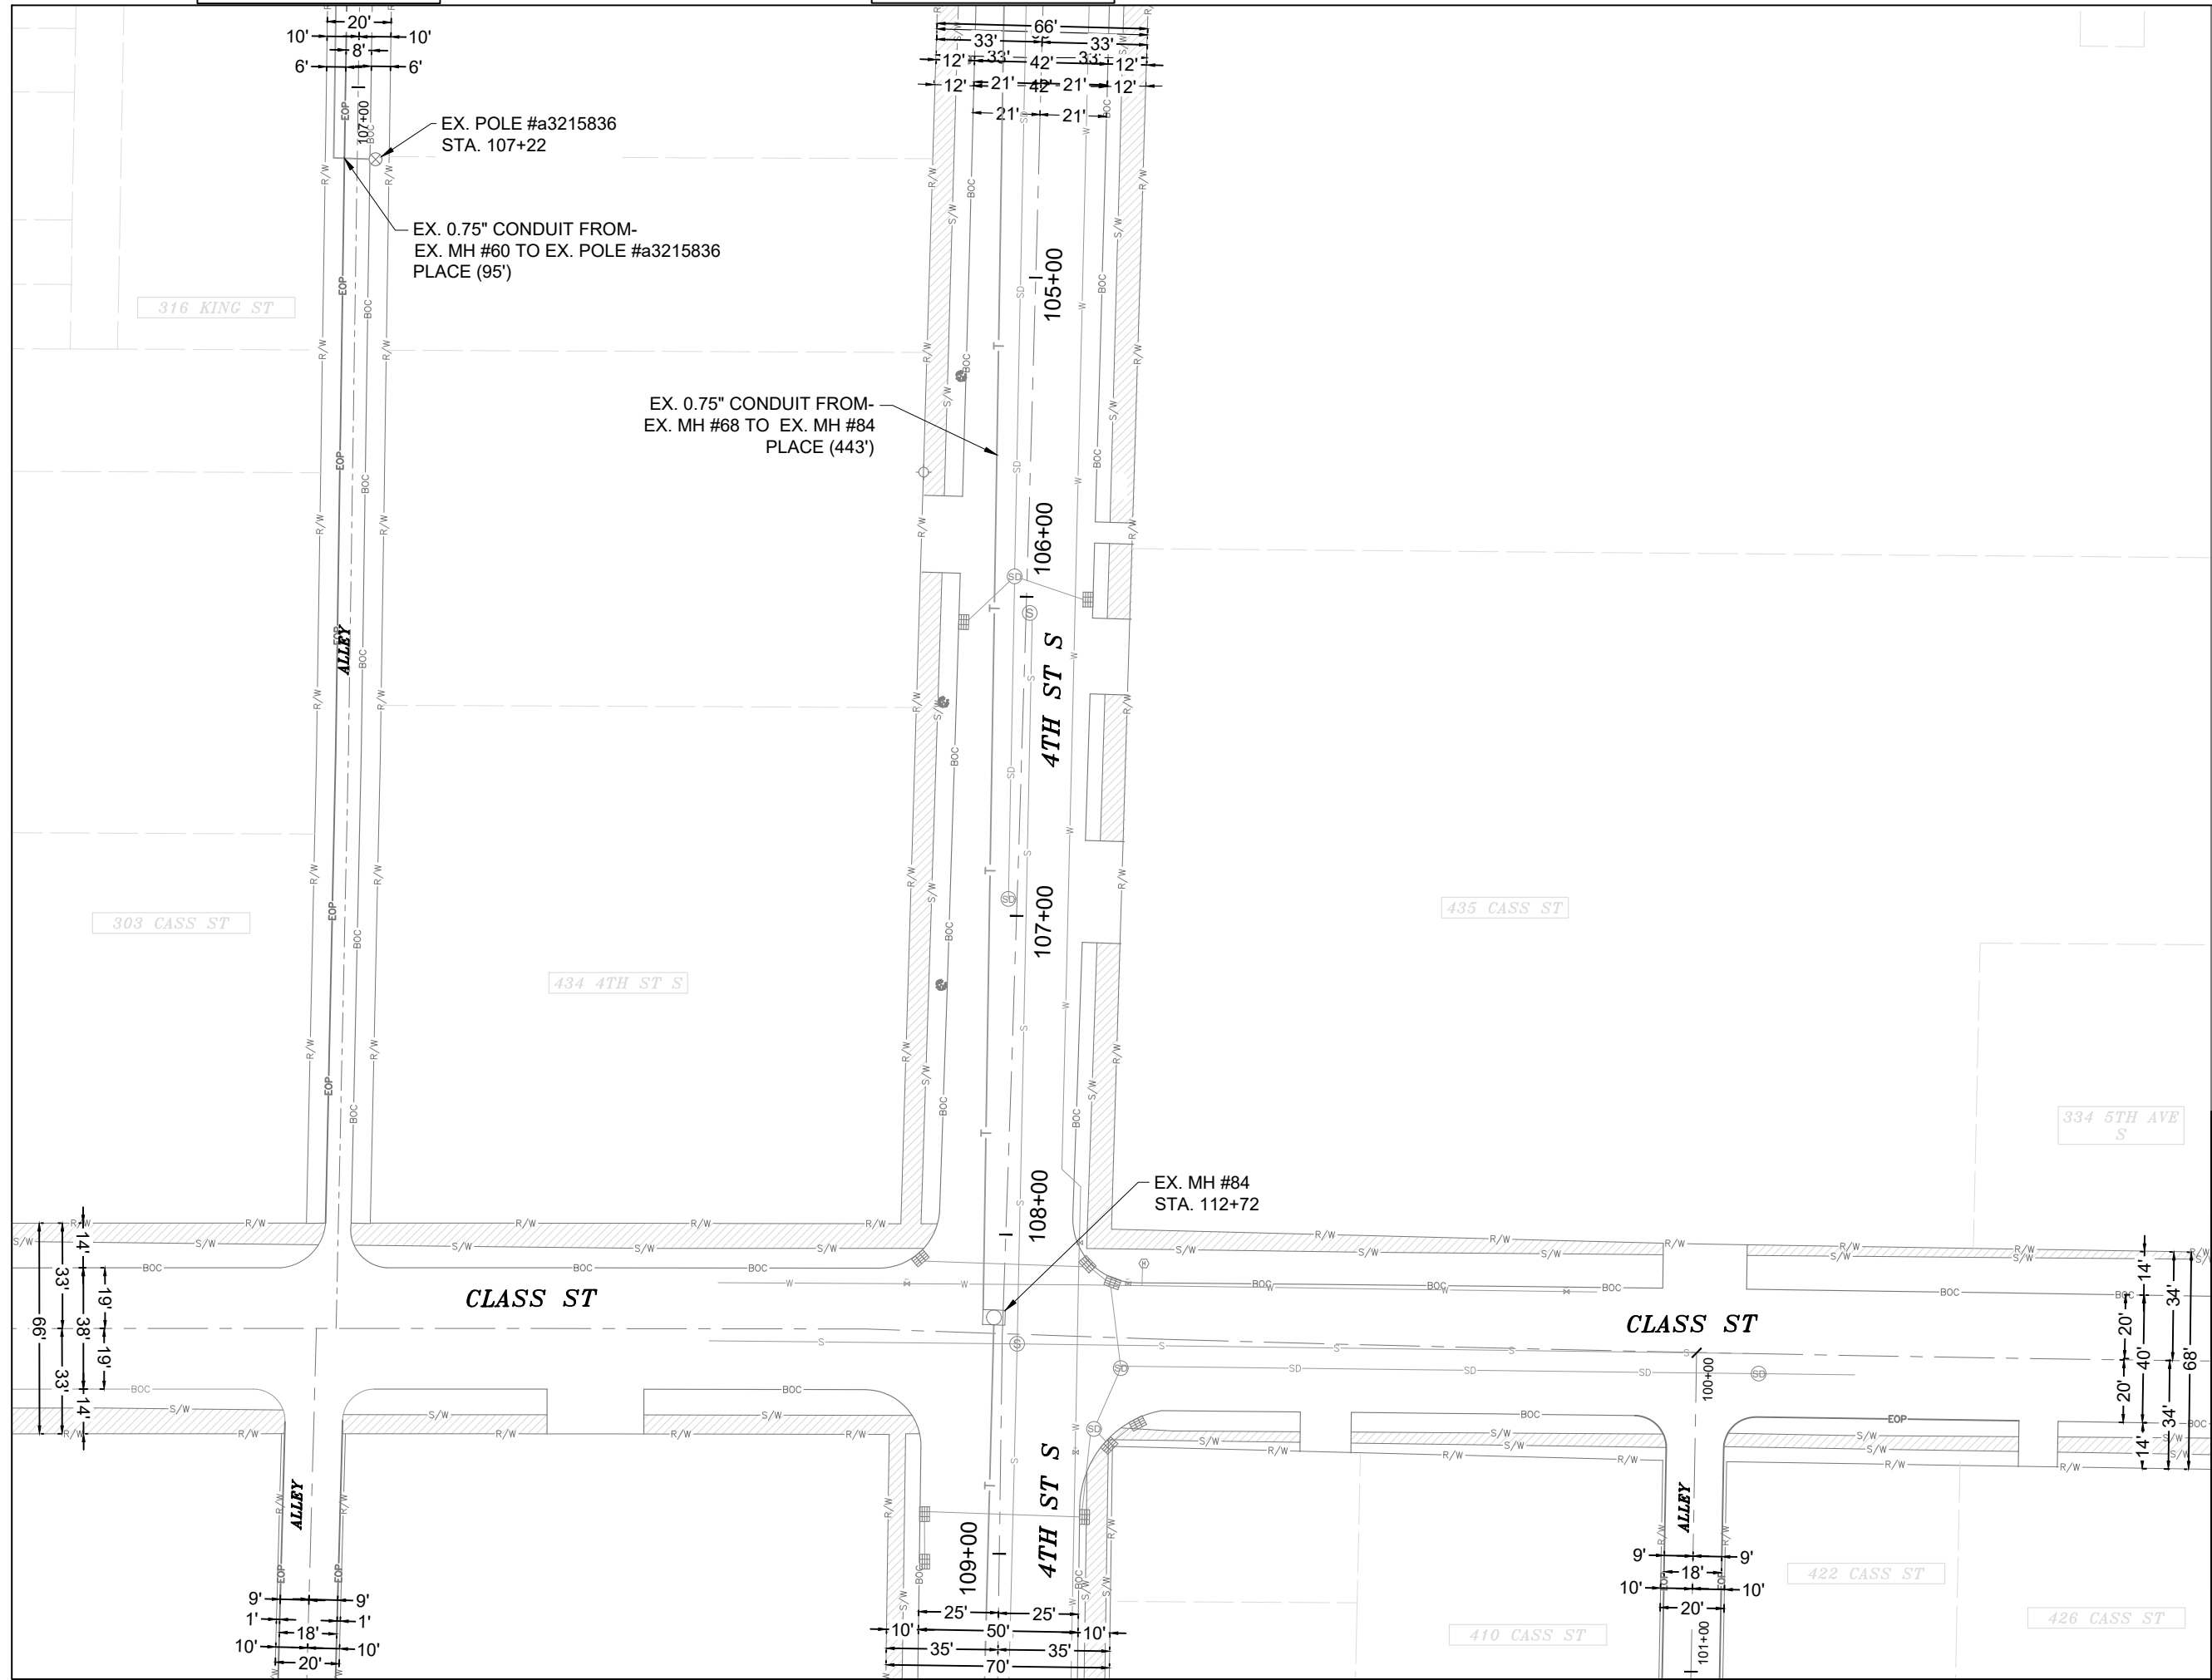 20'
10'
10'
8'
6'
6'
107+00
EX. POLE #a3215836
STA. 107+22
EX. 0.75" CONDUIT FROM-
EX. MH #60 TO EX. POLE #a3215836
PLACE (95')
316 KING ST
66'
33'
33'
33'
33'
12'
42'
12'
12'
21'
42'
21'
12'
21'
21'
105+00
EX. 0.75" CONDUIT FROM-
EX. MH #68 TO EX. MH #84
PLACE (443')
106+00
4TH ST S
ALLEY
107+00
303 CASS ST
434 4TH ST S
435 CASS ST
334 5TH AVE
S
108+00
EX. MH #84
STA. 112+72
CLASS ST
CLASS ST
R/W
S/W
BOC
EOP
SD
S
W
T
14'
33'
19'
66'
38'
19'
33'
14'
14'
34'
20'
40'
68'
20'
34'
14'
100+00
ALLEY
109+00
4TH ST S
ALLEY
9'
9'
1'
1'
18'
10'
10'
20'
25'
25'
10'
50'
10'
35'
35'
70'
9'
9'
18'
10'
10'
20'
101+00
422 CASS ST
410 CASS ST
426 CASS ST